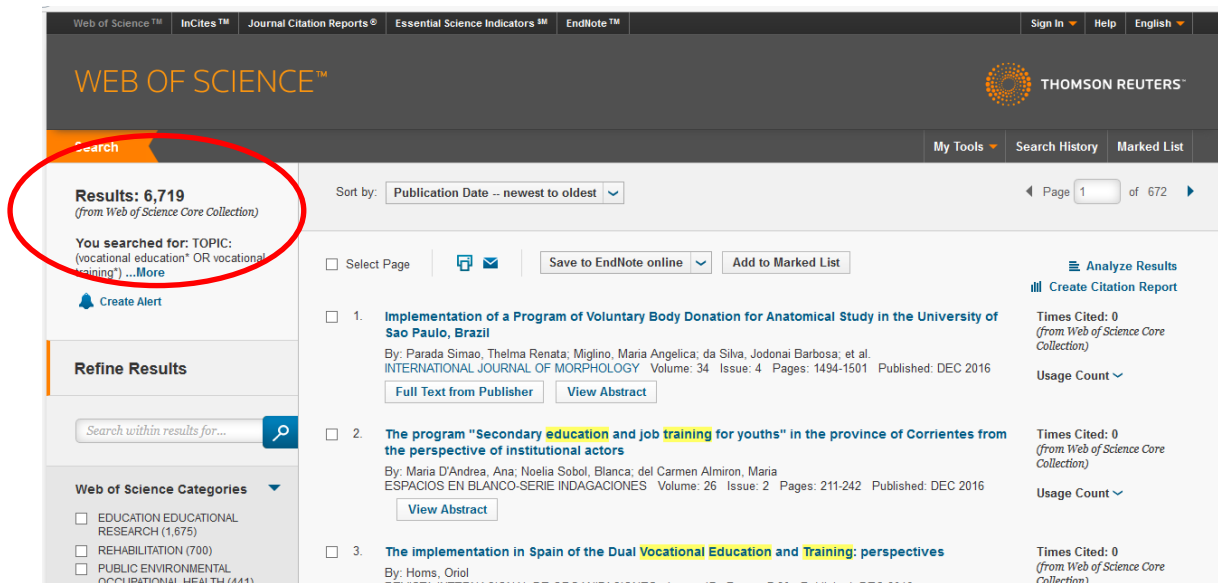 Web of Science™ InCites™ Journal Citation Reports® Essential Science Indicators SM EndNote™ Sign In Help English
WEB OF SCIENCE™
THOMSON REUTERS™
Search My Tools Search History Marked List
Results: 6,719
(from Web of Science Core Collection)
You searched for: TOPIC:
(vocational education* OR vocational
training*) ...More
Create Alert
Refine Results
Search within results for...
Web of Science Categories
EDUCATION EDUCATIONAL
RESEARCH (1,675)
REHABILITATION (700)
PUBLIC ENVIRONMENTAL
OCCUPATIONAL HEALTH (441)
Sort by: Publication Date -- newest to oldest
Page 1 of 672
Select Page Save to EndNote online Add to Marked List
Analyze Results
Create Citation Report
1. Implementation of a Program of Voluntary Body Donation for Anatomical Study in the University of
Sao Paulo, Brazil
By: Parada Simao, Thelma Renata; Miglino, Maria Angelica; da Silva, Jodonai Barbosa; et al.
INTERNATIONAL JOURNAL OF MORPHOLOGY Volume: 34 Issue: 4 Pages: 1494-1501 Published: DEC 2016
Full Text from Publisher View Abstract
Times Cited: 0
(from Web of Science Core
Collection)
Usage Count
2. The program "Secondary education and job training for youths" in the province of Corrientes from
the perspective of institutional actors
By: Maria D'Andrea, Ana; Noelia Sobol, Blanca; del Carmen Almiron, Maria
ESPACIOS EN BLANCO-SERIE INDAGACIONES Volume: 26 Issue: 2 Pages: 211-242 Published: DEC 2016
View Abstract
Times Cited: 0
(from Web of Science Core
Collection)
Usage Count
3. The implementation in Spain of the Dual Vocational Education and Training: perspectives
By: Homs, Oriol
Times Cited: 0
(from Web of Science Core
Collection)